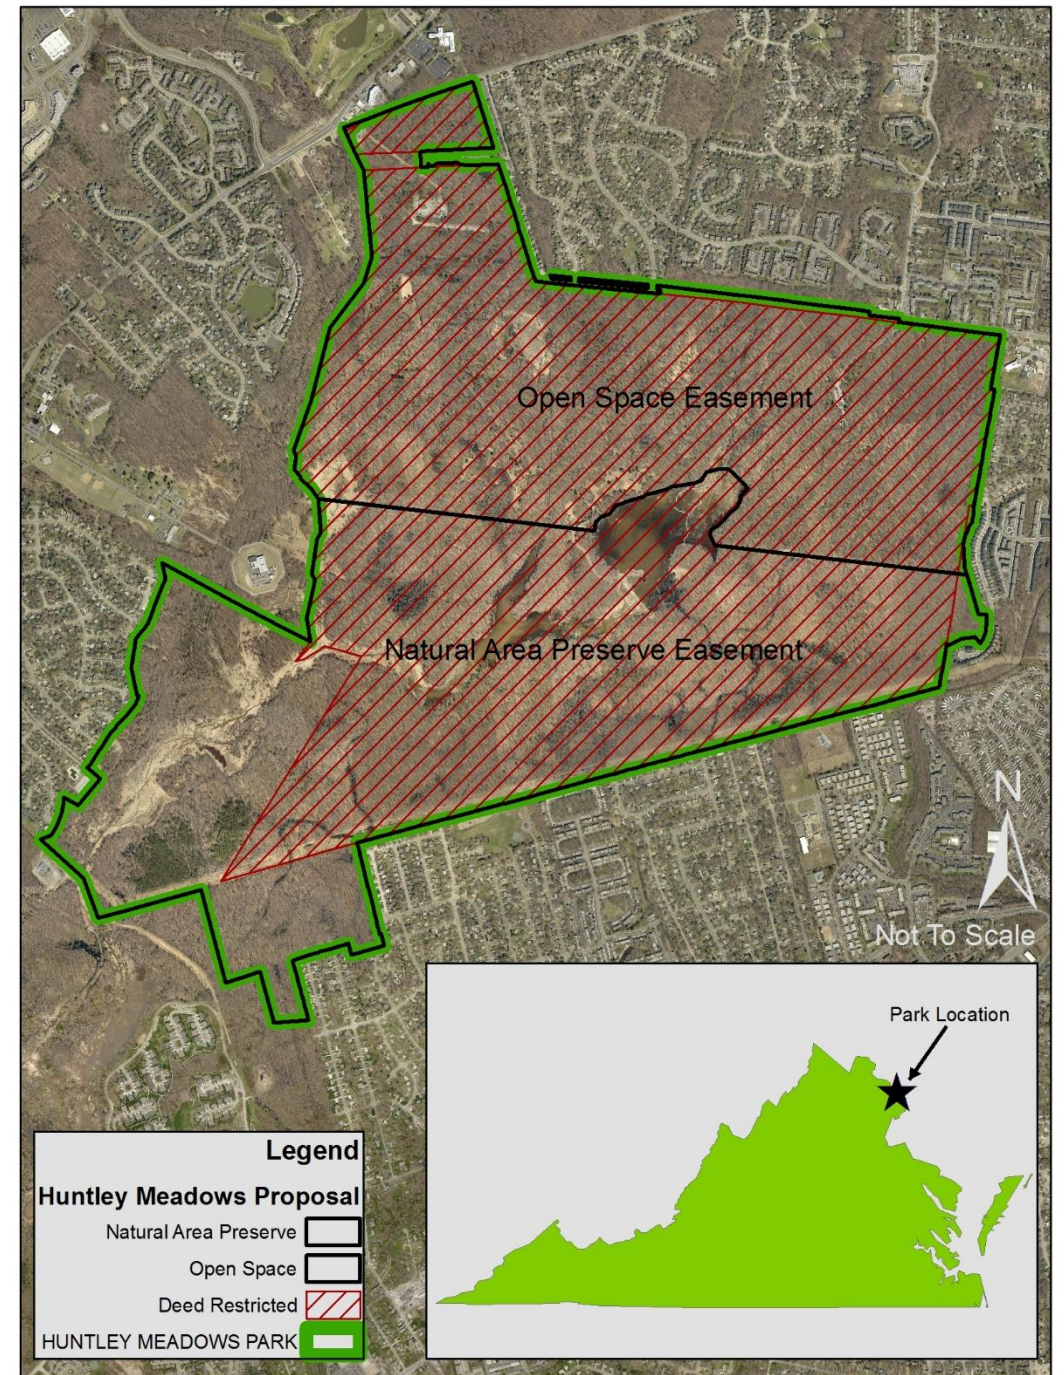 Open Space Easement
Natural Area Preserve Easement
N
Not To Scale
Park Location
Legend
Huntley Meadows Proposal
Natural Area Preserve
Open Space
Deed Restricted
HUNTLEY MEADOWS PARK